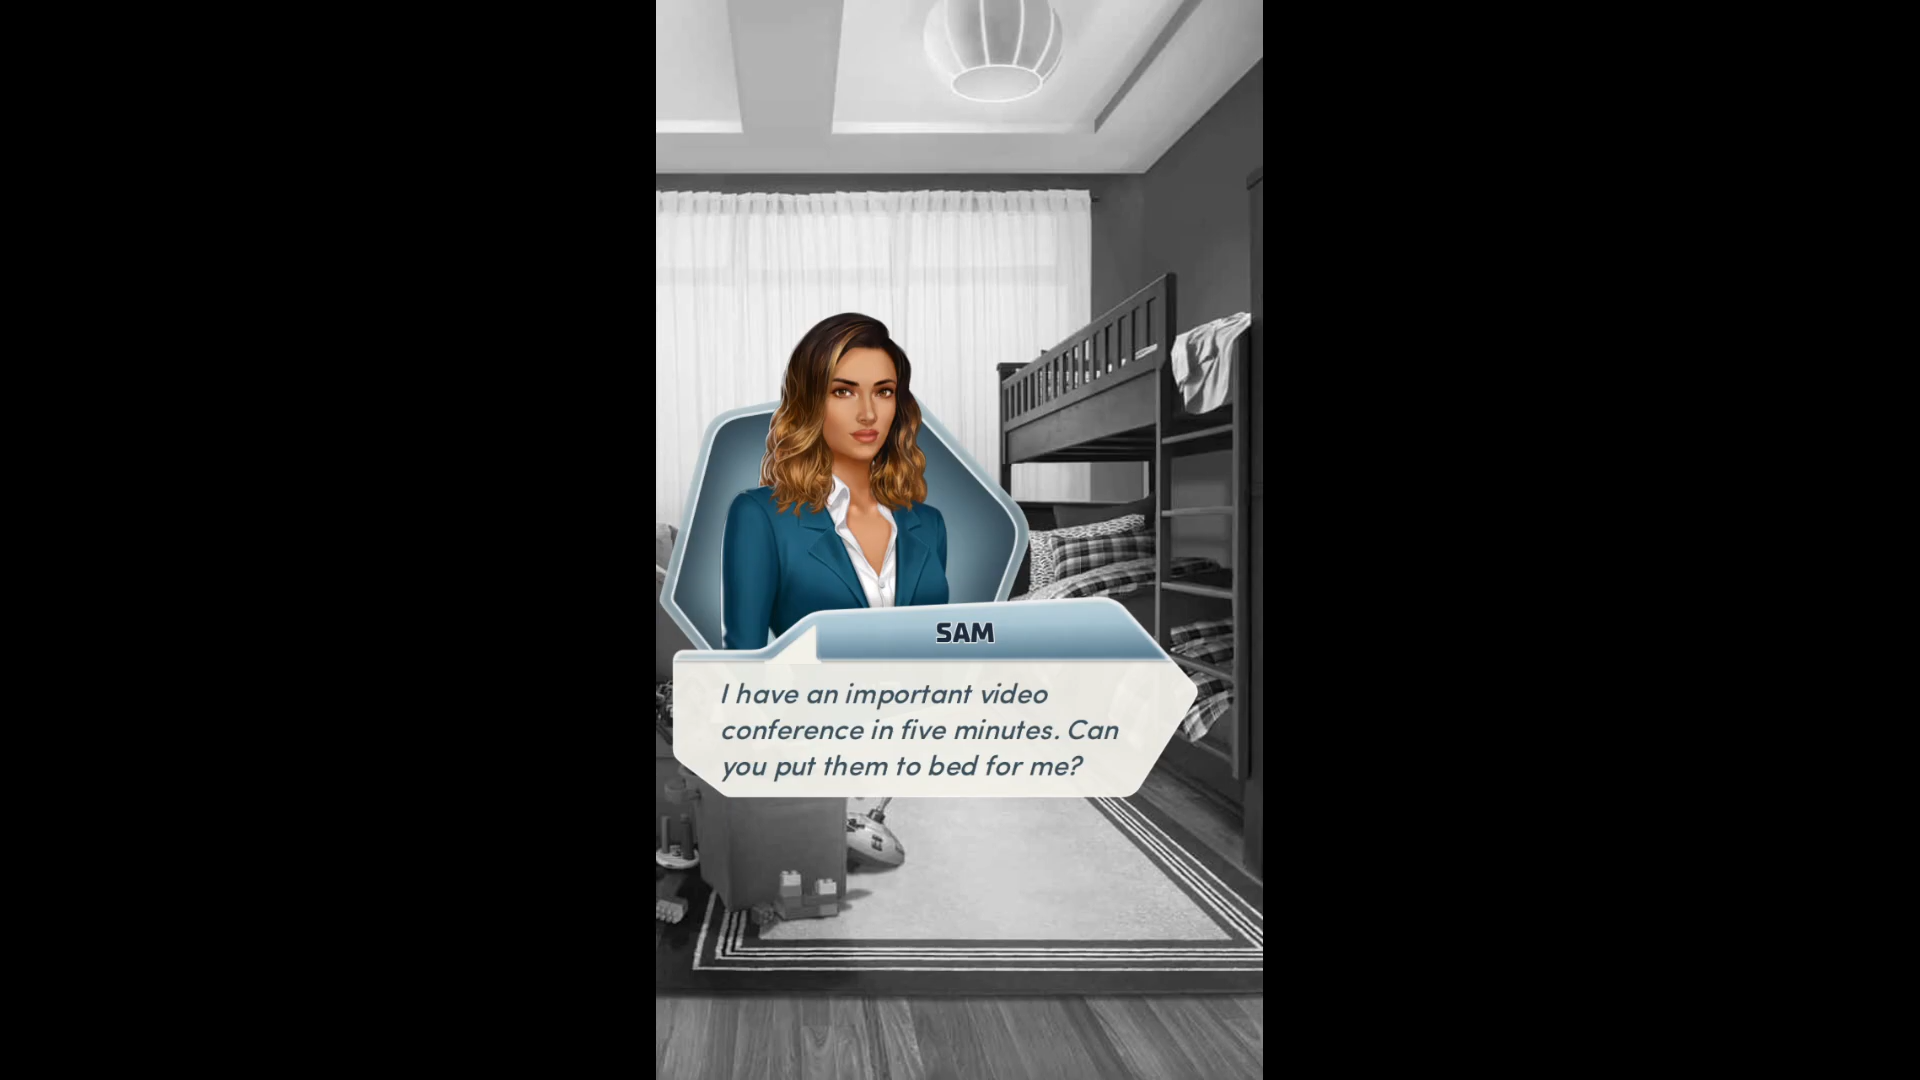 SAM
I have an important video
conference in five minutes. Can
you put them to bed for me?